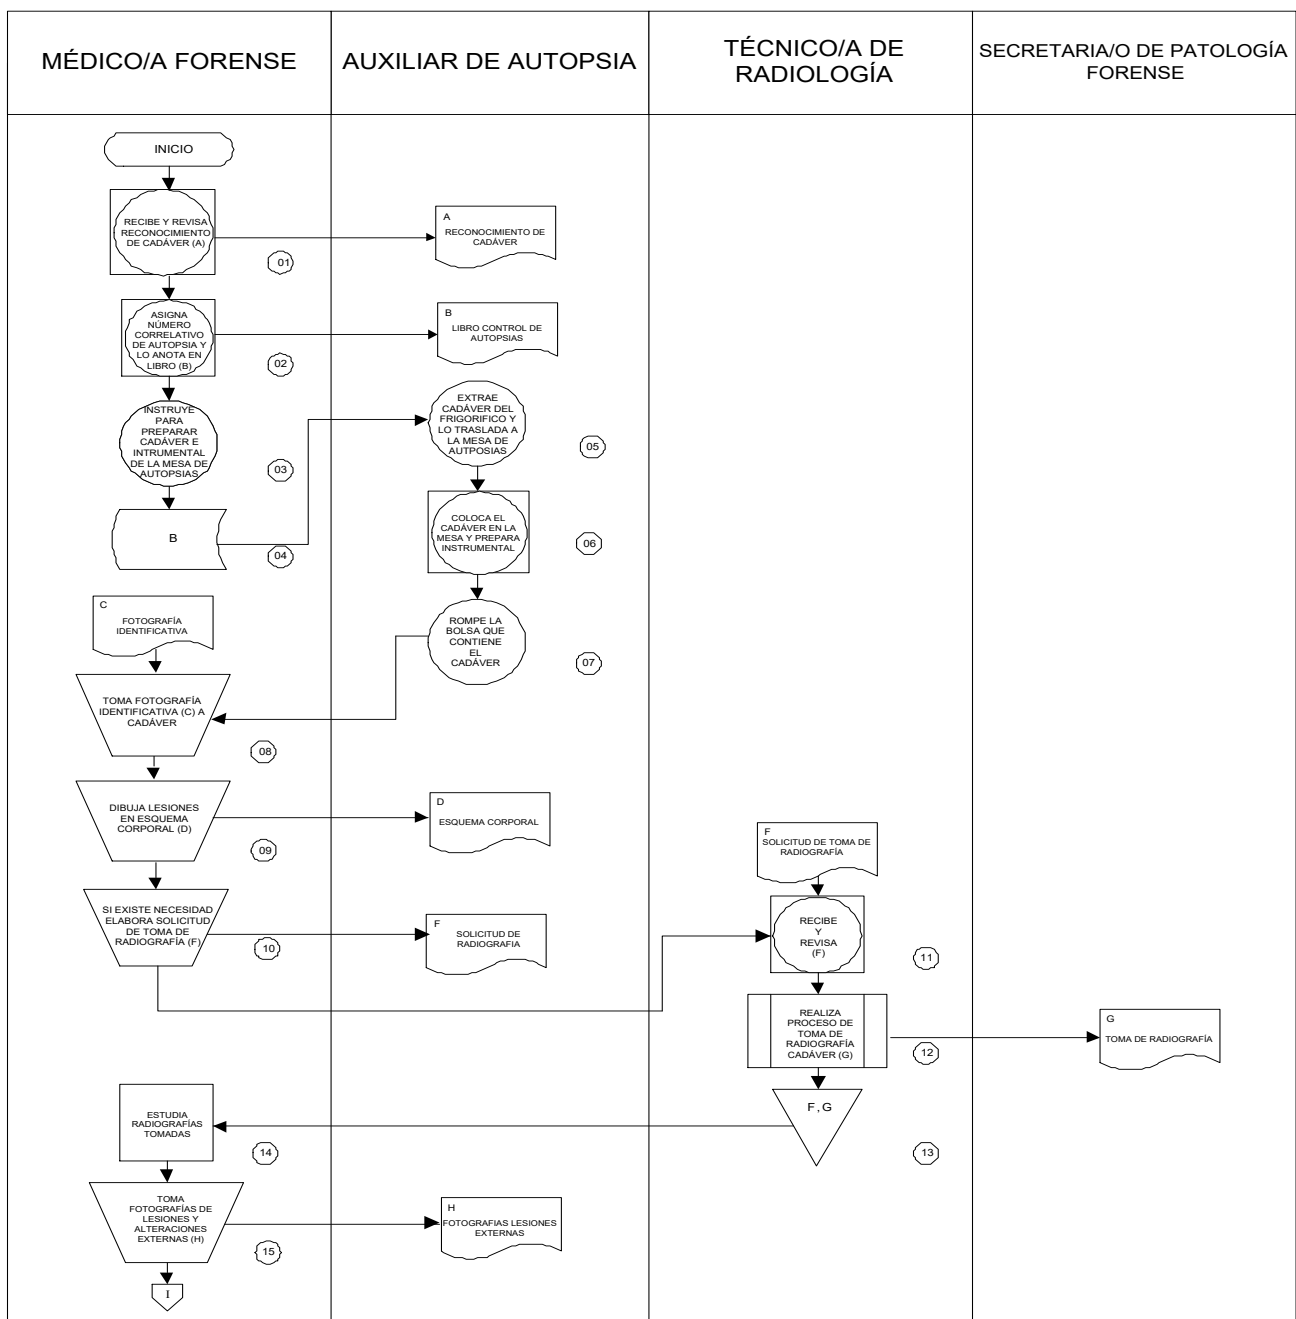 MÉDICO/A FORENSE
AUXILIAR DE AUTOPSIA
TÉCNICO/A DE
RADIOLOGÍA
SECRETARIA/O DE PATOLOGÍA
FORENSE
INICIO
RECIBE Y REVISA
RECONOCIMIENTO
DE CADÁVER (A)
01
A
RECONOCIMIENTO DE
CADÁVER
ASIGNA
NÚMERO
CORRELATIVO
DE AUTOPSIA Y
LO ANOTA EN
LIBRO (B)
02
B
LIBRO CONTROL DE
AUTOPSIAS
INSTRUYE
PARA
PREPARAR
CADÁVER E
INTRUMENTAL
DE LA MESA DE
AUTOPSIAS
03
B
04
EXTRAE
CADÁVER DEL
FRIGORIFICO Y
LO TRASLADA A
LA MESA DE
AUTPOSIAS
05
COLOCA EL
CADÁVER EN LA
MESA Y PREPARA
INSTRUMENTAL
06
ROMPE LA
BOLSA QUE
CONTIENE
EL
CADÁVER
07
C
FOTOGRAFÍA
IDENTIFICATIVA
TOMA FOTOGRAFÍA
IDENTIFICATIVA (C) A
CADÁVER
08
DIBUJA LESIONES
EN ESQUEMA
CORPORAL (D)
09
D
ESQUEMA CORPORAL
SI EXISTE NECESIDAD
ELABORA SOLICITUD
DE TOMA DE
RADIOGRAFÍA (F)
10
F
SOLICITUD DE
RADIOGRAFIA
F
SOLICITUD DE TOMA DE
RADIOGRAFÍA
RECIBE
Y
REVISA
(F)
11
REALIZA
PROCESO DE
TOMA DE
RADIOGRAFÍA
CADÁVER (G)
12
G
TOMA DE RADIOGRAFÍA
F, G
13
ESTUDIA
RADIOGRAFÍAS
TOMADAS
14
TOMA
FOTOGRAFÍAS DE
LESIONES Y
ALTERACIONES
EXTERNAS (H)
15
H
FOTOGRAFIAS LESIONES
EXTERNAS
I